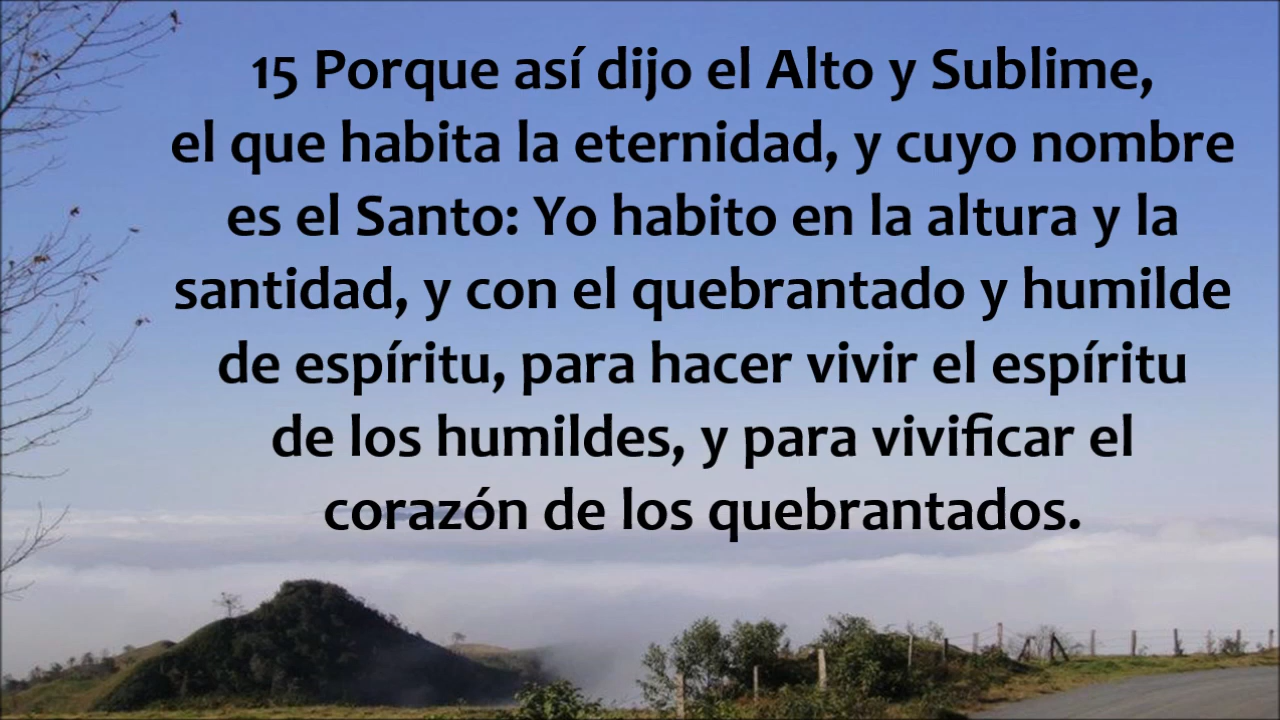 15 Porque así dijo el Alto y Sublime,
el que habita la eternidad, y cuyo nombre
es el Santo: Yo habito en la altura y la
santidad, y con el quebrantado y humilde
de espíritu, para hacer vivir el espíritu
de los humildes, y para vivificar el
corazón de los quebrantados.